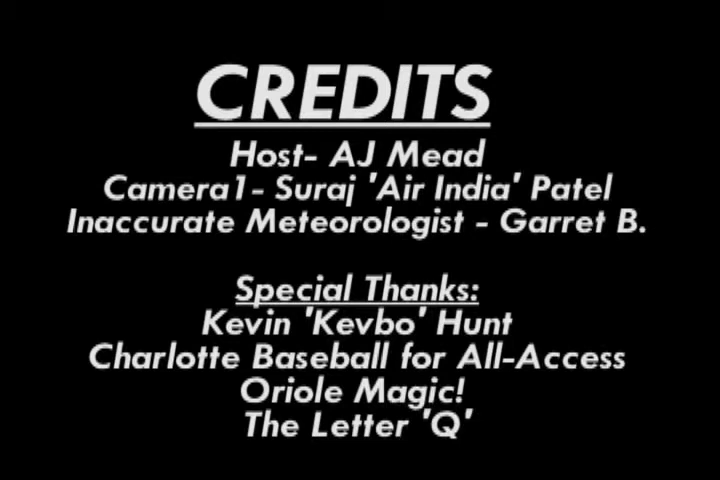 CREDITS
Host- AJ Mead
Camera1- Suraj 'Air India' Patel
Inaccurate Meteorologist - Garret B.
Special Thanks:
Kevin 'Kevbo' Hunt
Charlotte Baseball for All-Access
Oriole Magic!
The Letter 'Q'